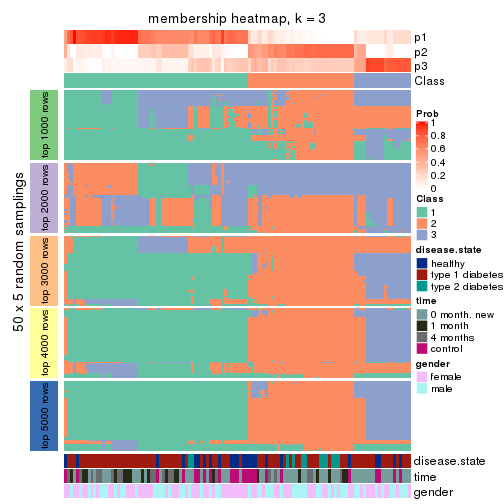 membership heatmap, k = 3
p1
p2
p3
Class
50 x 5 random samplings
top 1000 rows
top 2000 rows
top 3000 rows
top 4000 rows
top 5000 rows
Prob
1
0.8
0.6
0.4
0.2
0
Class
1
2
3
disease.state
healthy
type 1 diabetes
type 2 diabetes
time
0 month, new
1 month
4 months
control
gender
female
male
disease.state
time
gender